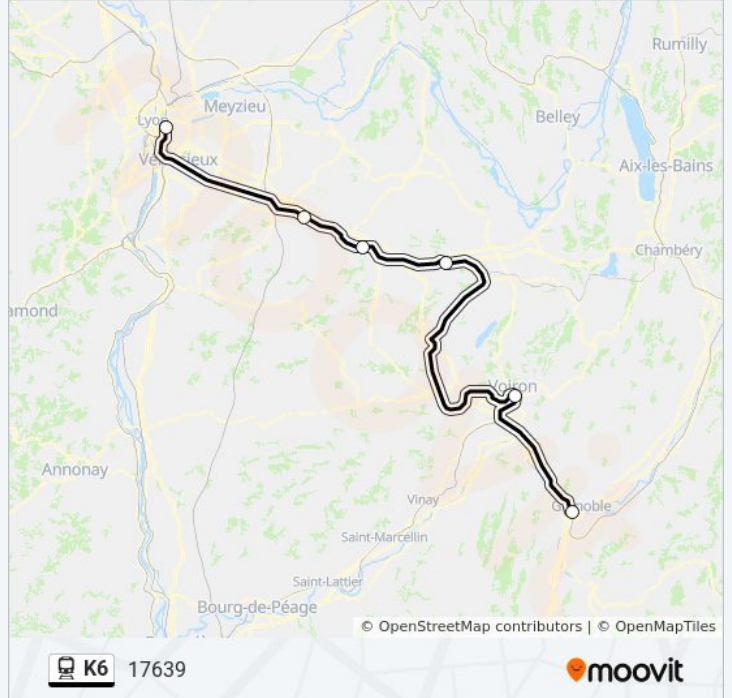 Rumilly
Meyzieu
Lyon
Belley
Vénissieux
Aix-les-Bains
Chambéry
amond
Voiron
Annonay
Vinay
Grenoble
Saint-Marcellin
Saint-Lattier
Bourg-de-Péage
© OpenStreetMap contributors | © OpenMapTiles
K6 17639
moovit